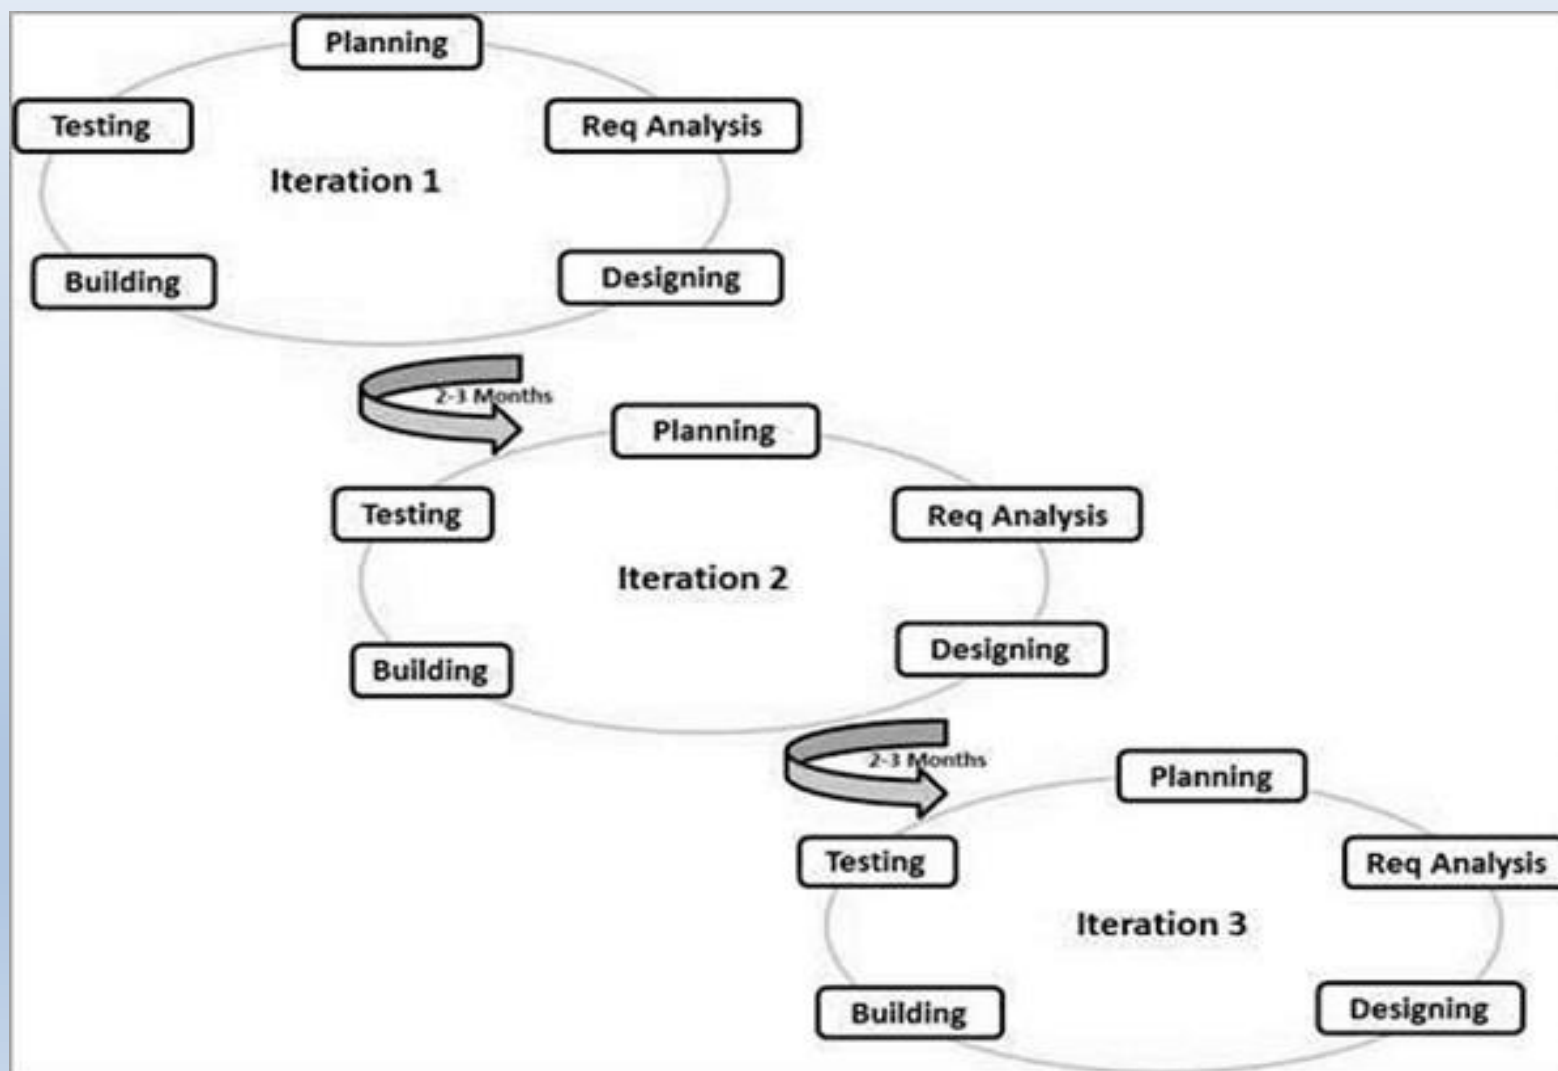 Planning
Testing
Req Analysis
Iteration 1
Building
Designing
2-3 Months
Planning
Testing
Req Analysis
Iteration 2
Building
Designing
2-3 Months
Planning
Testing
Req Analysis
Iteration 3
Building
Designing